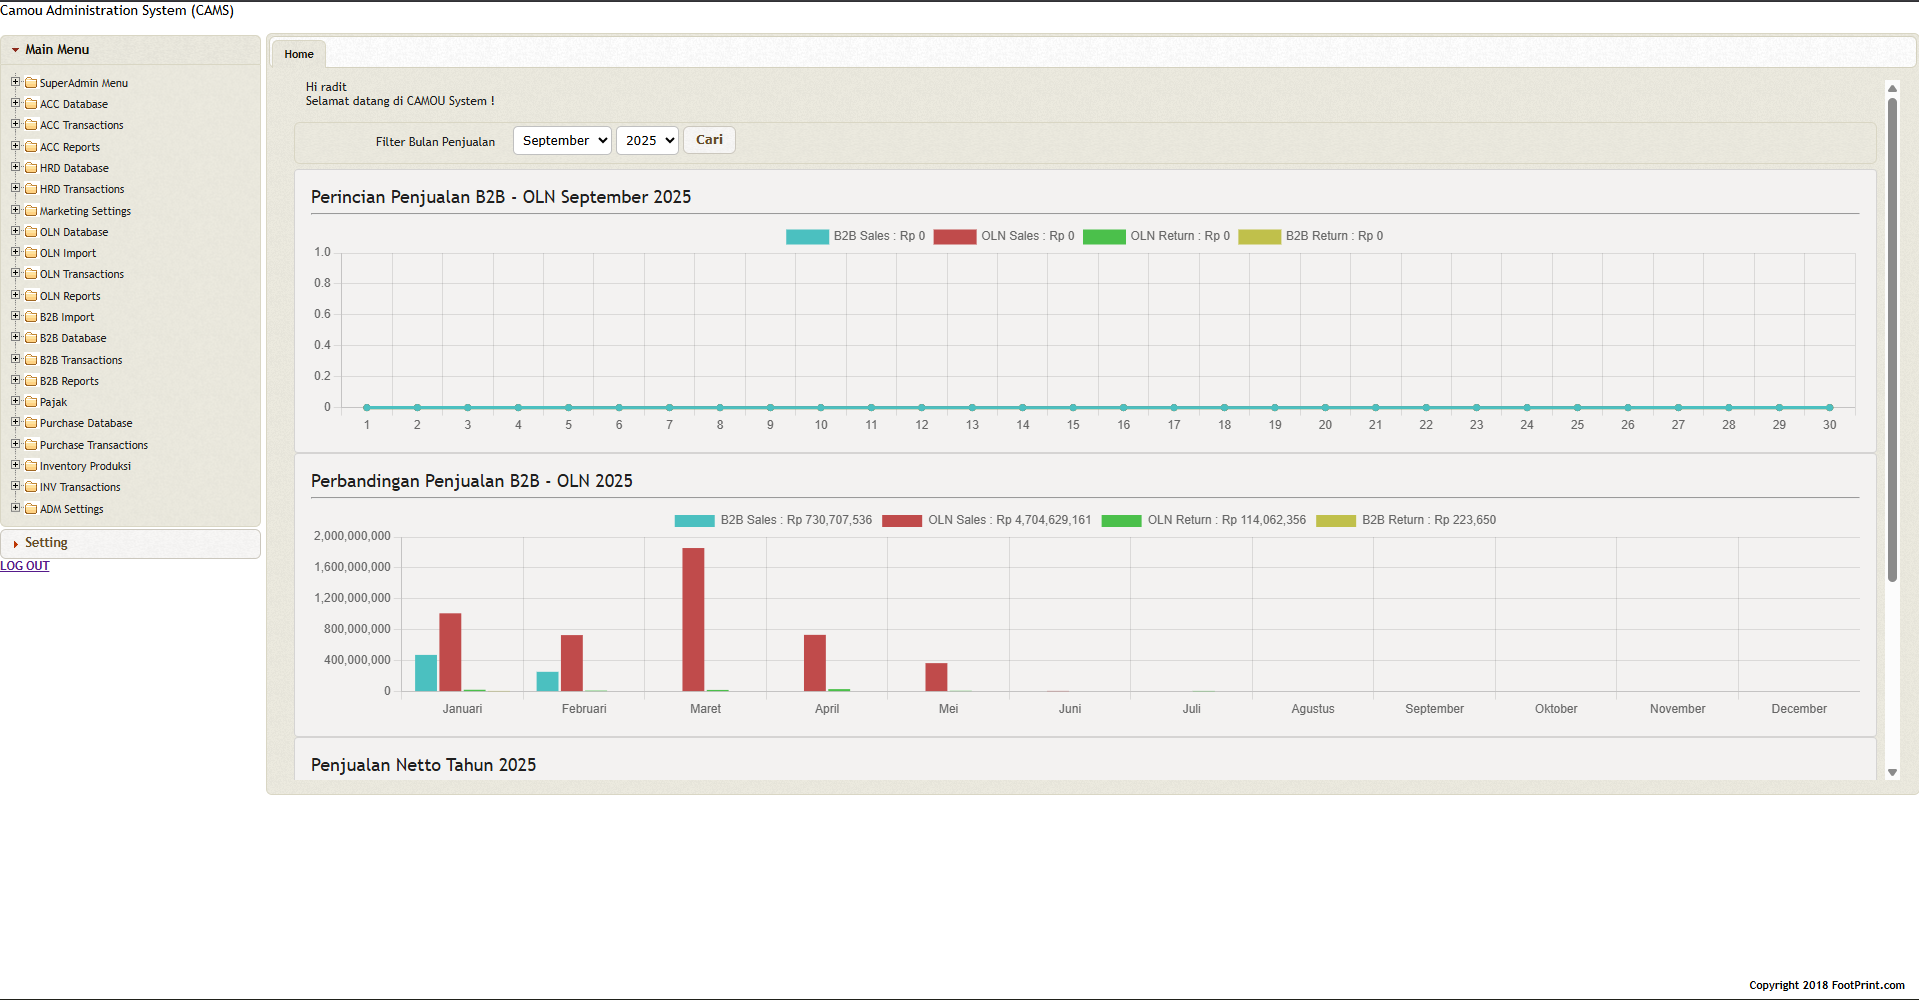 Camou Administration System (CAMS)
Main Menu
SuperAdmin Menu
ACC Database
ACC Transactions
ACC Reports
HRD Database
HRD Transactions
Marketing Settings
OLN Database
OLN Import
OLN Transactions
OLN Reports
B2B Import
B2B Database
B2B Transactions
B2B Reports
Pajak
Purchase Database
Purchase Transactions
Inventory Produksi
INV Transactions
ADM Settings
Setting
LOG OUT
Home
Hi radit
Selamat datang di CAMOU System !
Filter Bulan Penjualan September 2025 Cari
Perincian Penjualan B2B - OLN September 2025
B2B Sales : Rp 0 OLN Sales : Rp 0 OLN Return : Rp 0 B2B Return : Rp 0
1.0
0.8
0.6
0.4
0.2
0
1 2 3 4 5 6 7 8 9 10 11 12 13 14 15 16 17 18 19 20 21 22 23 24 25 26 27 28 29 30
Perbandingan Penjualan B2B - OLN 2025
B2B Sales : Rp 730,707,536 OLN Sales : Rp 4,704,629,161 OLN Return : Rp 114,062,356 B2B Return : Rp 223,650
2,000,000,000
1,600,000,000
1,200,000,000
800,000,000
400,000,000
0
Januari Februari Maret April Mei Juni Juli Agustus September Oktober November December
Penjualan Netto Tahun 2025
Copyright 2018 FootPrint.com